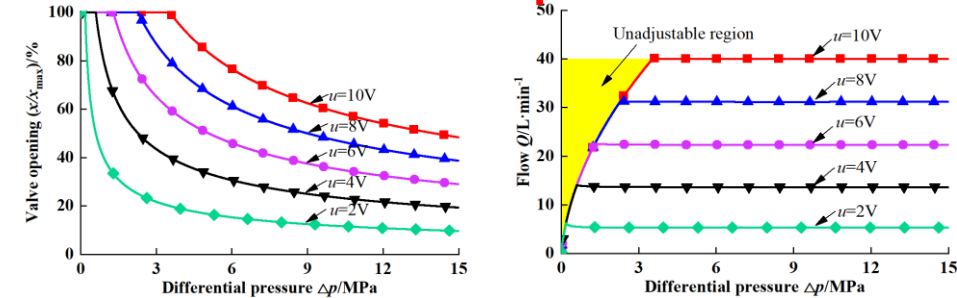 100
80
60
40
20
0
Valve opening (x/xmax)/%
u=10V
u=8V
u=6V
u=4V
u=2V
0 3 6 9 12 15
Differential pressure △p/MPa
50
40
30
20
10
0
Flow Q/L·min⁻¹
Unadjustable region
u=10V
u=8V
u=6V
u=4V
u=2V
0 3 6 9 12 15
Differential pressure △p/MPa